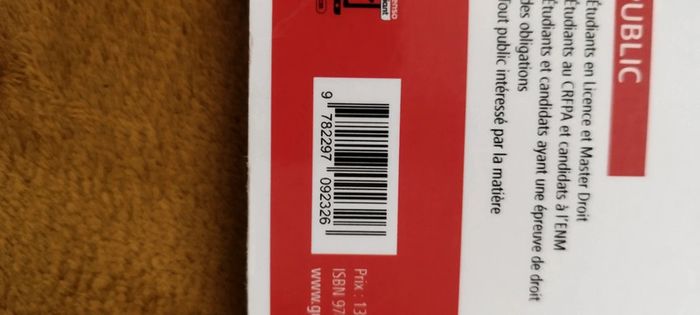 PUBLIC
Étudiants en Licence et Master Droit
Étudiants au CRFPA et candidats à l'ENM
Étudiants et candidats ayant une épreuve de droit
des obligations
Tout public intéressé par la matière
9 782297 092326
Prix : 13
ISBN 97
www.g